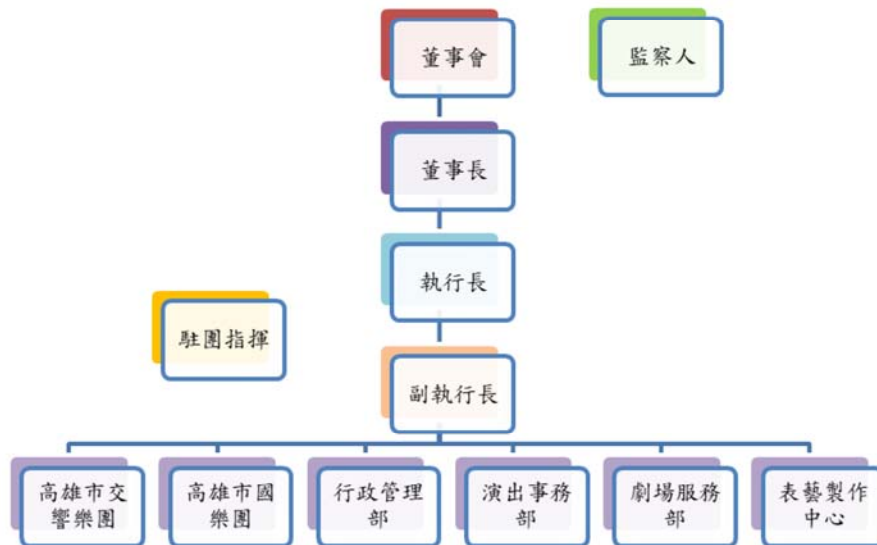 董事會
監察人
董事長
執行長
駐團指揮
副執行長
高雄市交
響樂團
高雄市國
樂團
行政管理
部
演出事務
部
劇場服務
部
表藝製作
中心